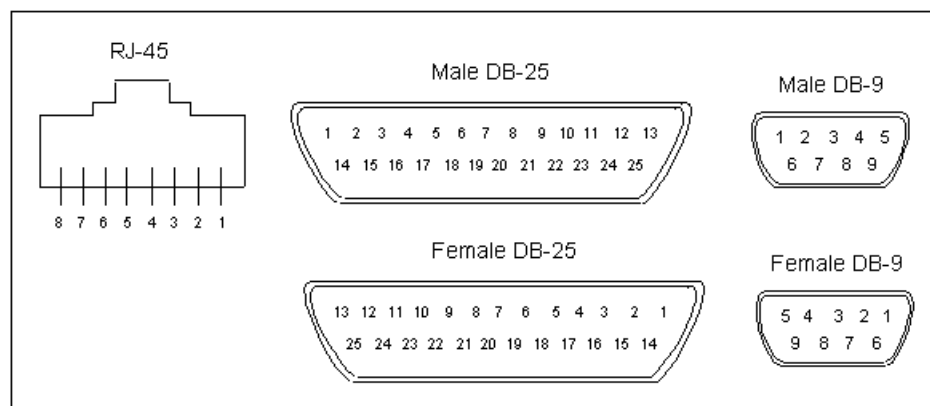 RJ-45
8 7 6 5 4 3 2 1
Male DB-25
1 2 3 4 5 6 7 8 9 10 11 12 13
14 15 16 17 18 19 20 21 22 23 24 25
Male DB-9
1 2 3 4 5
6 7 8 9
Female DB-25
13 12 11 10 9 8 7 6 5 4 3 2 1
25 24 23 22 21 20 19 18 17 16 15 14
Female DB-9
5 4 3 2 1
9 8 7 6